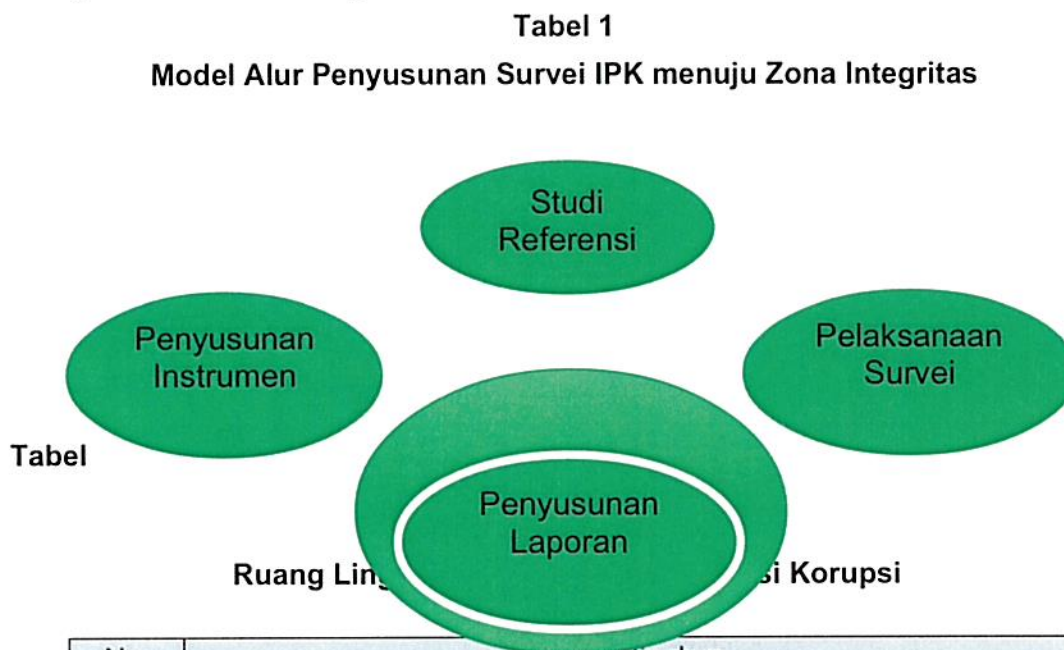 Tabel 1
Model Alur Penyusunan Survei IPK menuju Zona Integritas
Studi
Referensi
Penyusunan
Instrumen
Pelaksanaan
Survei
Tabel
Penyusunan
Laporan
Ruang Ling si Korupsi